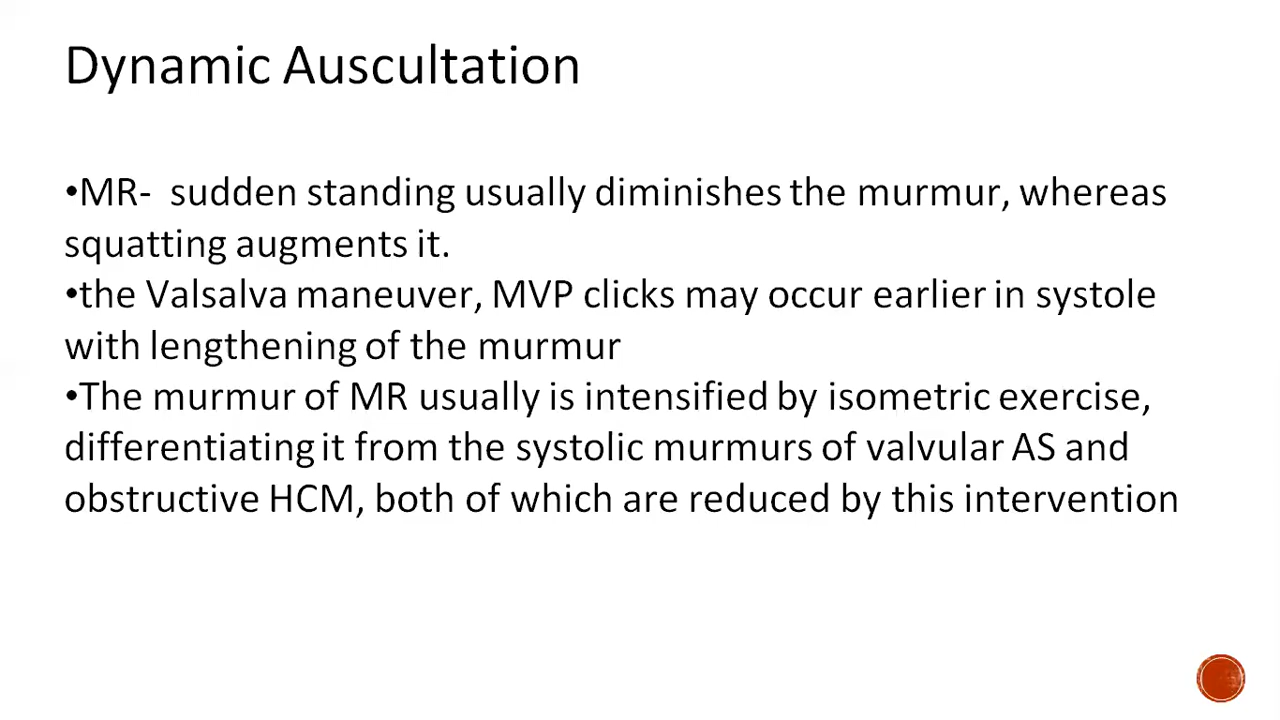 Dynamic Auscultation
•MR- sudden standing usually diminishes the murmur, whereas
squatting augments it.
•the Valsalva maneuver, MVP clicks may occur earlier in systole
with lengthening of the murmur
•The murmur of MR usually is intensified by isometric exercise,
differentiating it from the systolic murmurs of valvular AS and
obstructive HCM, both of which are reduced by this intervention